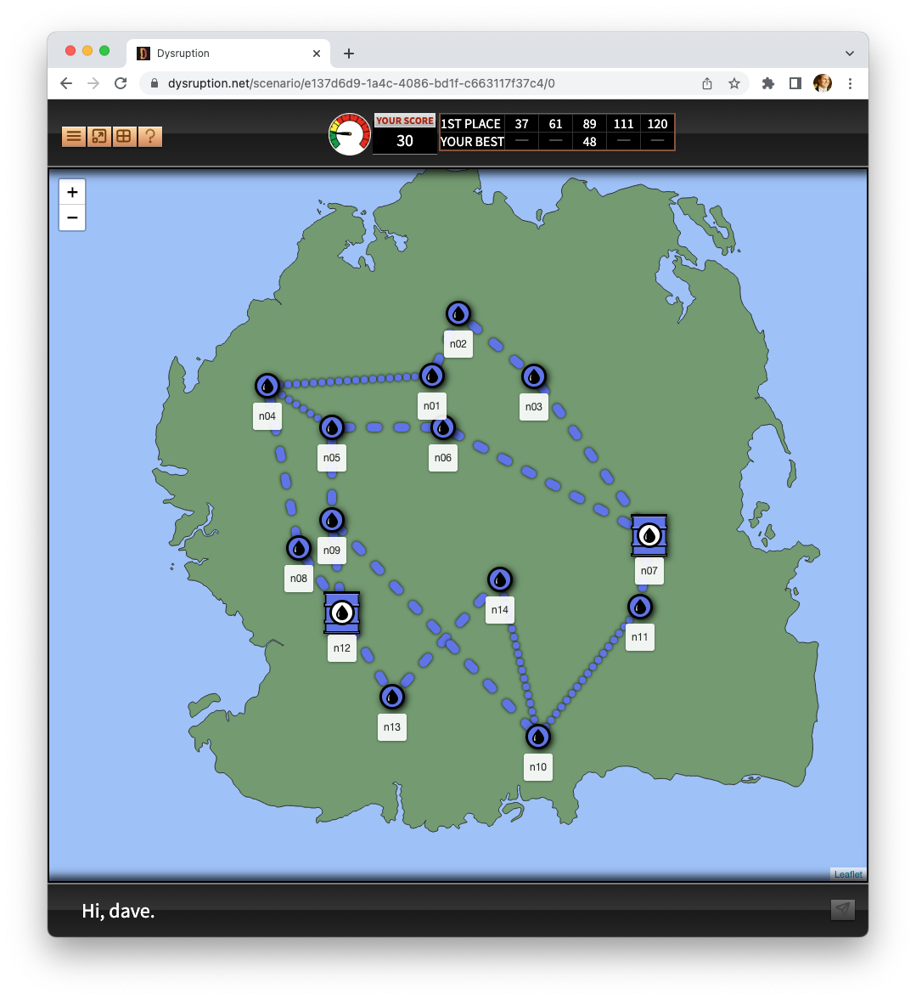 Dysruption
dysruption.net/scenario/e137d6d9-1a4c-4086-bd1f-c663117f37c4/0
YOUR SCORE
30
1ST PLACE 37 61 89 111 120
YOUR BEST — — 48 — —
+
−
n02
n01
n03
n04
n05
n06
n09
n08
n07
n14
n11
n12
n13
n10
Leaflet
Hi, dave.